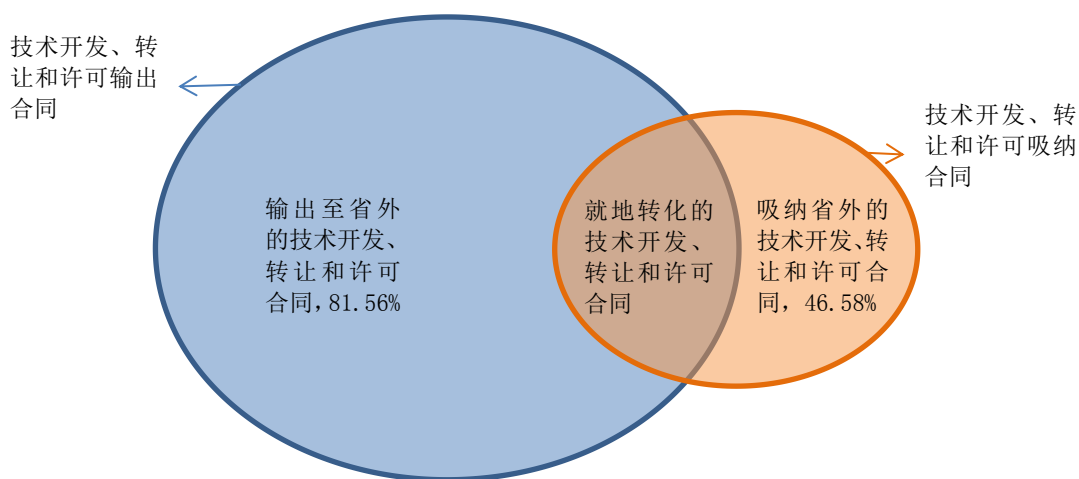 技术开发、转
让和许可输出
合同
技术开发、转
让和许可吸纳
合同
输出至省外
的技术开发、
转让和许可
合同,81.56%
就地转化的
技术开发、
转让和许可
合同
吸纳省外的
技术开发、转
让和许可合
同, 46.58%